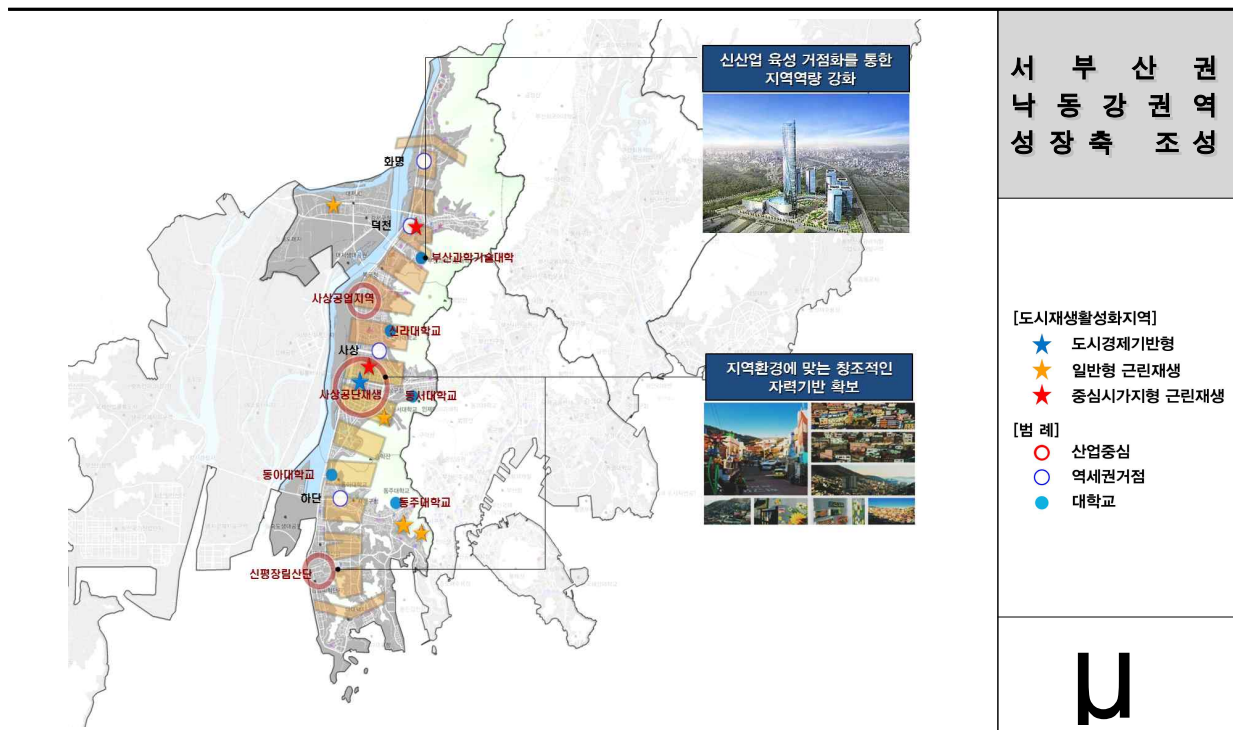 서부산권
낙동강권역
성장축 조성
신산업 육성 거점화를 통한
지역역량 강화
화명
덕천
부산과학기술대학
사상공업지역
신라대학교
사상
지역환경에 맞는 창조적인
자력기반 확보
사상공단재생
동서대학교
동아대학교
하단
동주대학교
동주대학교
신평장림산단
[도시재생활성화지역]
도시경제기반형
일반형 근린재생
중심시가지형 근린재생
[범 례]
산업중심
역세권거점
대학교
μ